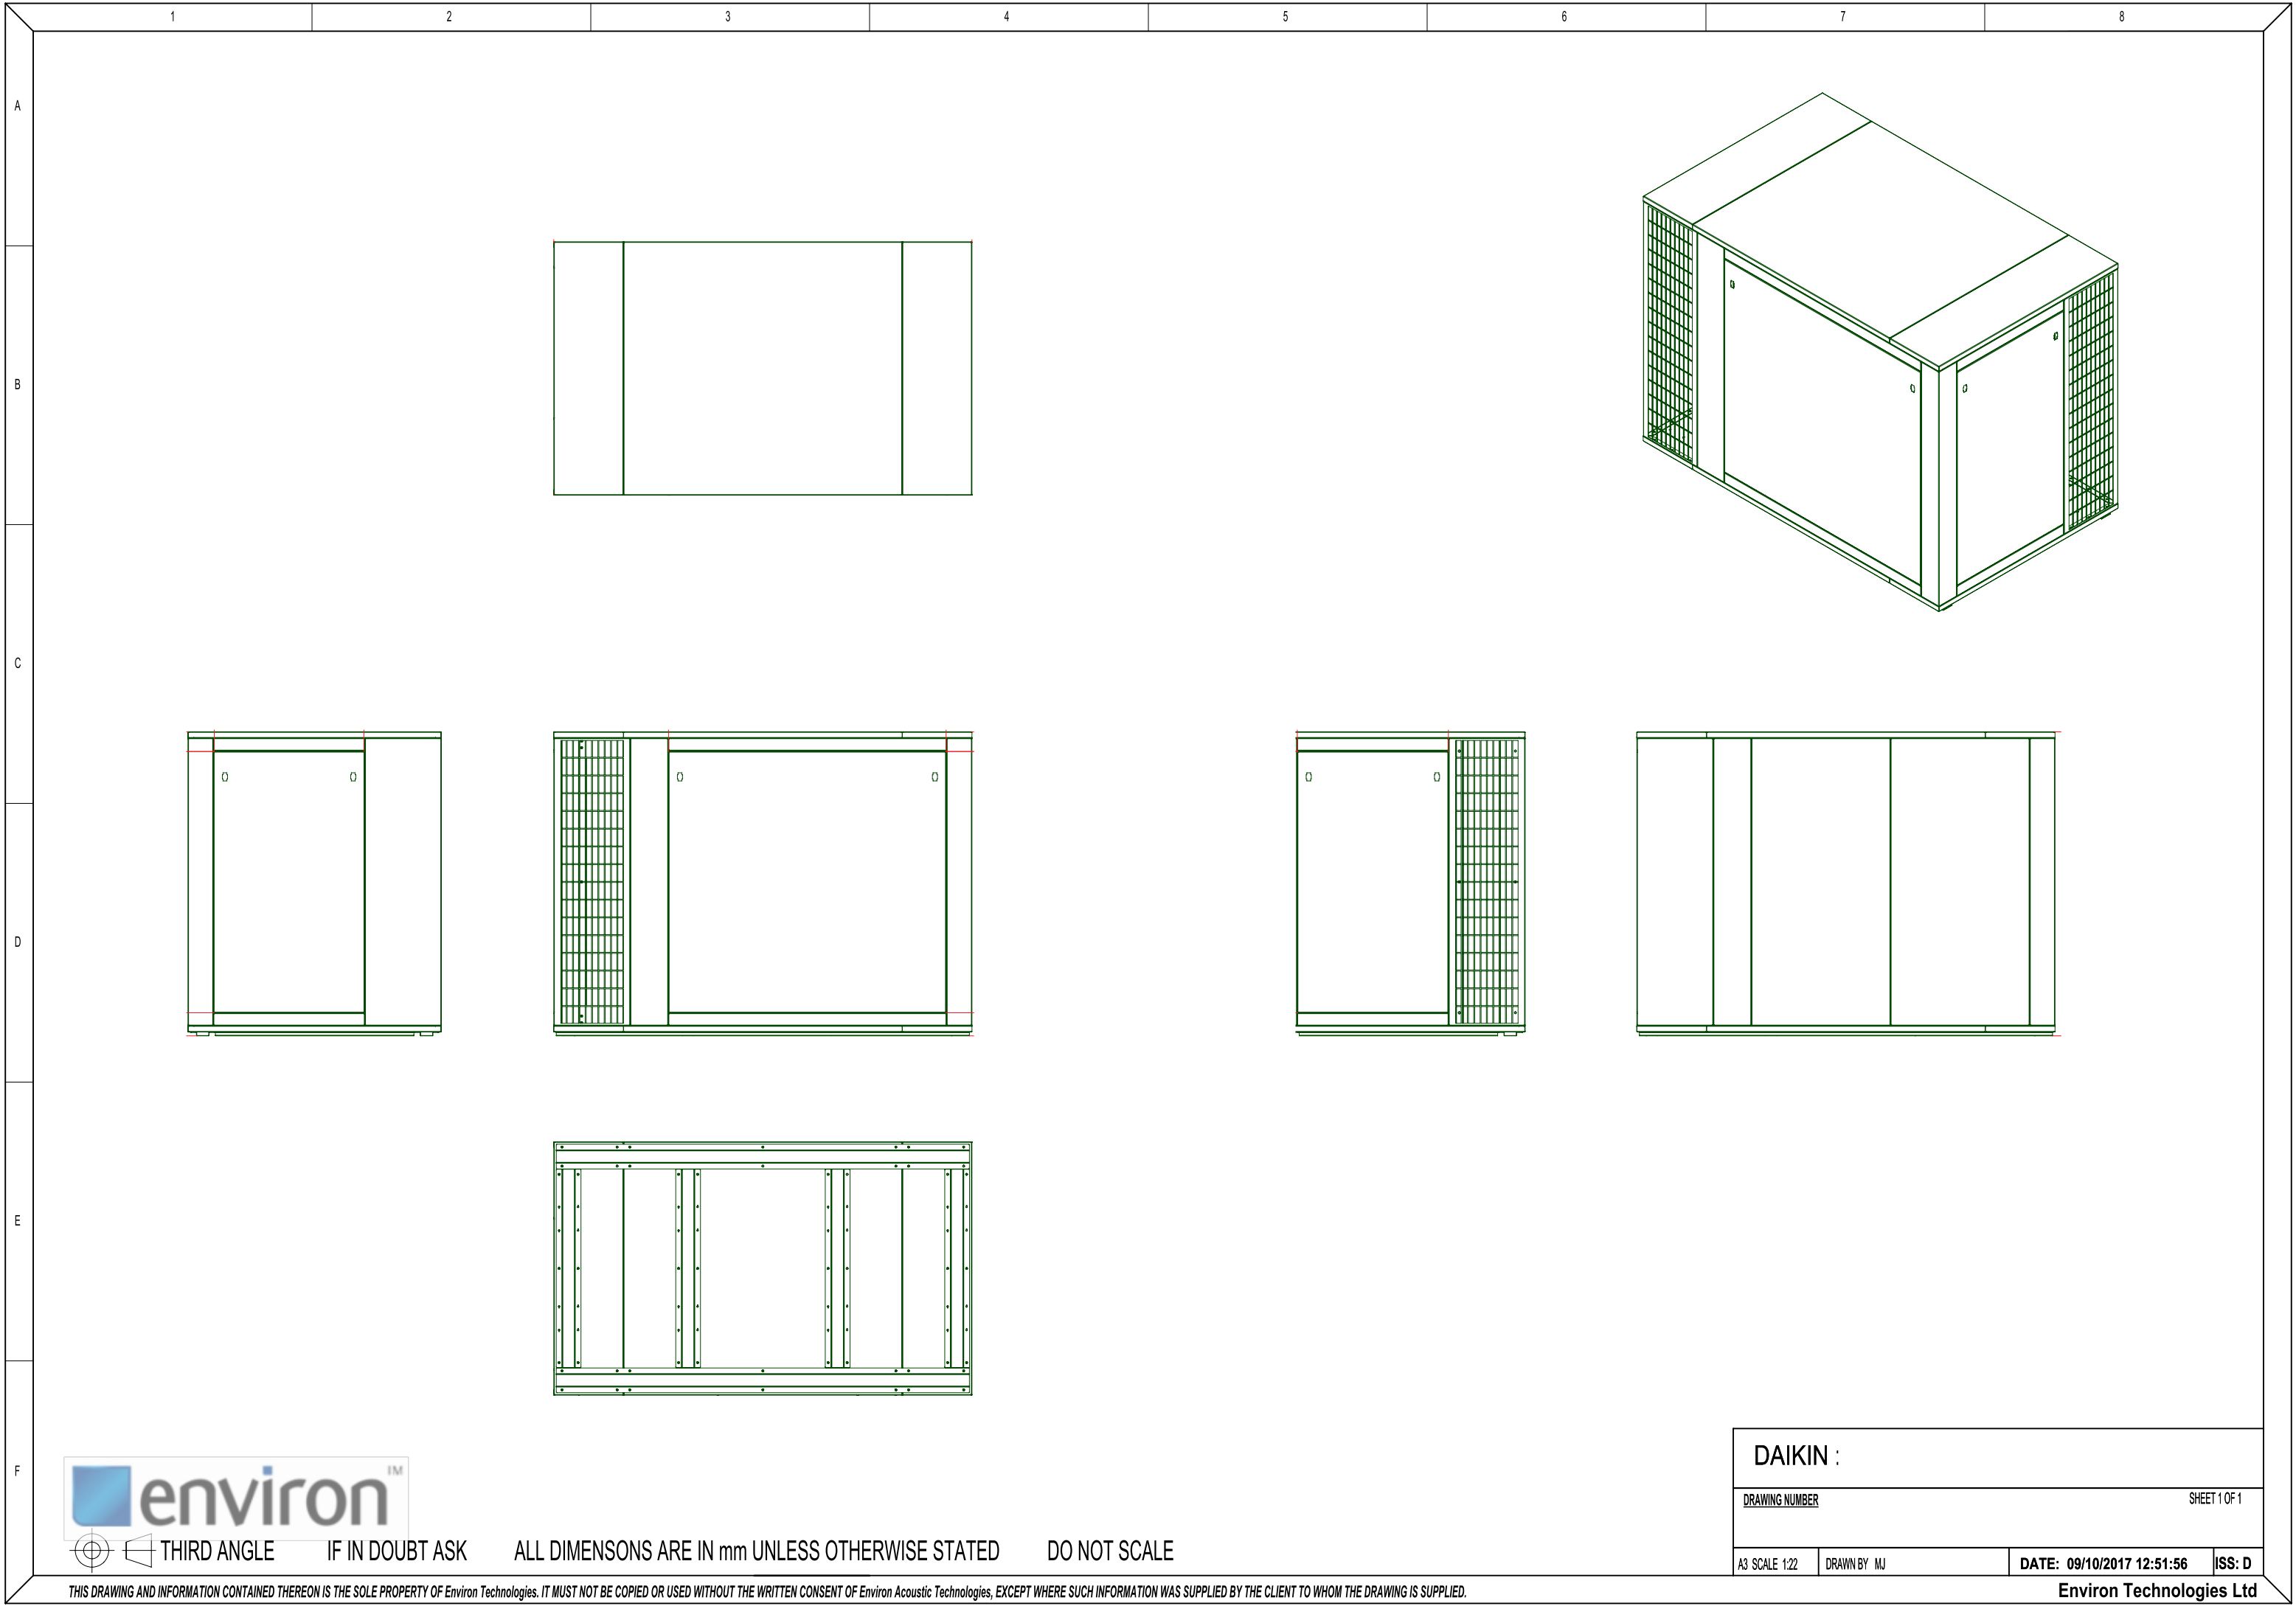 1 2 3 4 5 6 7 8
A
B
C
D
E
F
DAIKIN :
DRAWING NUMBER
SHEET 1 OF 1
environ TM
THIRD ANGLE IF IN DOUBT ASK ALL DIMENSONS ARE IN mm UNLESS OTHERWISE STATED DO NOT SCALE
A3 SCALE 1:22 DRAWN BY MJ DATE: 09/10/2017 12:51:56 ISS: D
THIS DRAWING AND INFORMATION CONTAINED THEREON IS THE SOLE PROPERTY OF Environ Technologies. IT MUST NOT BE COPIED OR USED WITHOUT THE WRITTEN CONSENT OF Environ Acoustic Technologies, EXCEPT WHERE SUCH INFORMATION WAS SUPPLIED BY THE CLIENT TO WHOM THE DRAWING IS SUPPLIED.
Environ Technologies Ltd